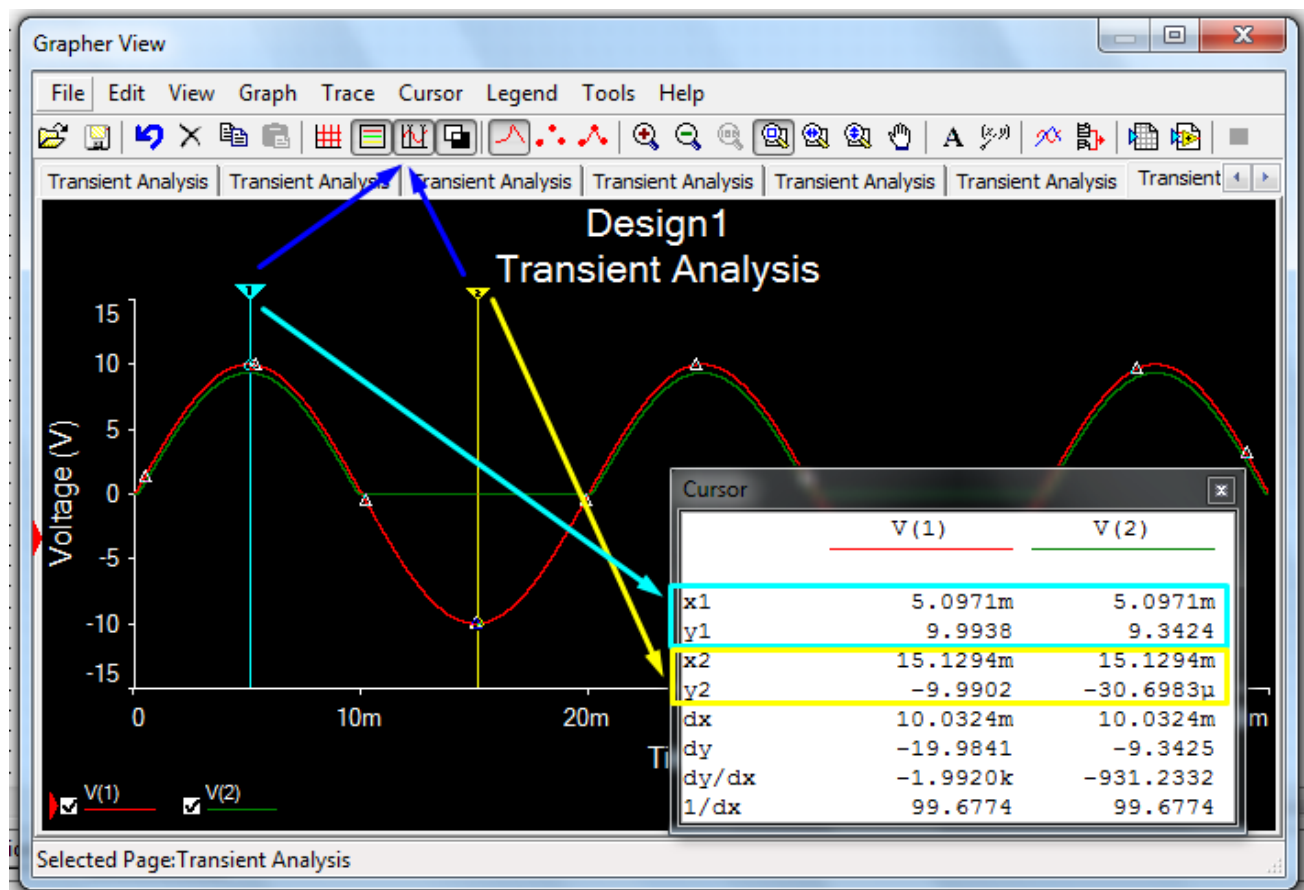 Grapher View
File Edit View Graph Trace Cursor Legend Tools Help
A (x,y)
Transient Analysis Transient Analysis Transient Analysis Transient Analysis Transient Analysis Transient Analysis Transient
Design1
Transient Analysis
1 2
15
10
5
0
-5
-10
-15
Voltage (V)
0 10m 20m m
Ti
V(1) V(2)
Cursor x
V(1) V(2)
x1 5.0971m 5.0971m
y1 9.9938 9.3424
x2 15.1294m 15.1294m
y2 -9.9902 -30.6983µ
dx 10.0324m 10.0324m
dy -19.9841 -9.3425
dy/dx -1.9920k -931.2332
1/dx 99.6774 99.6774
Selected Page:Transient Analysis